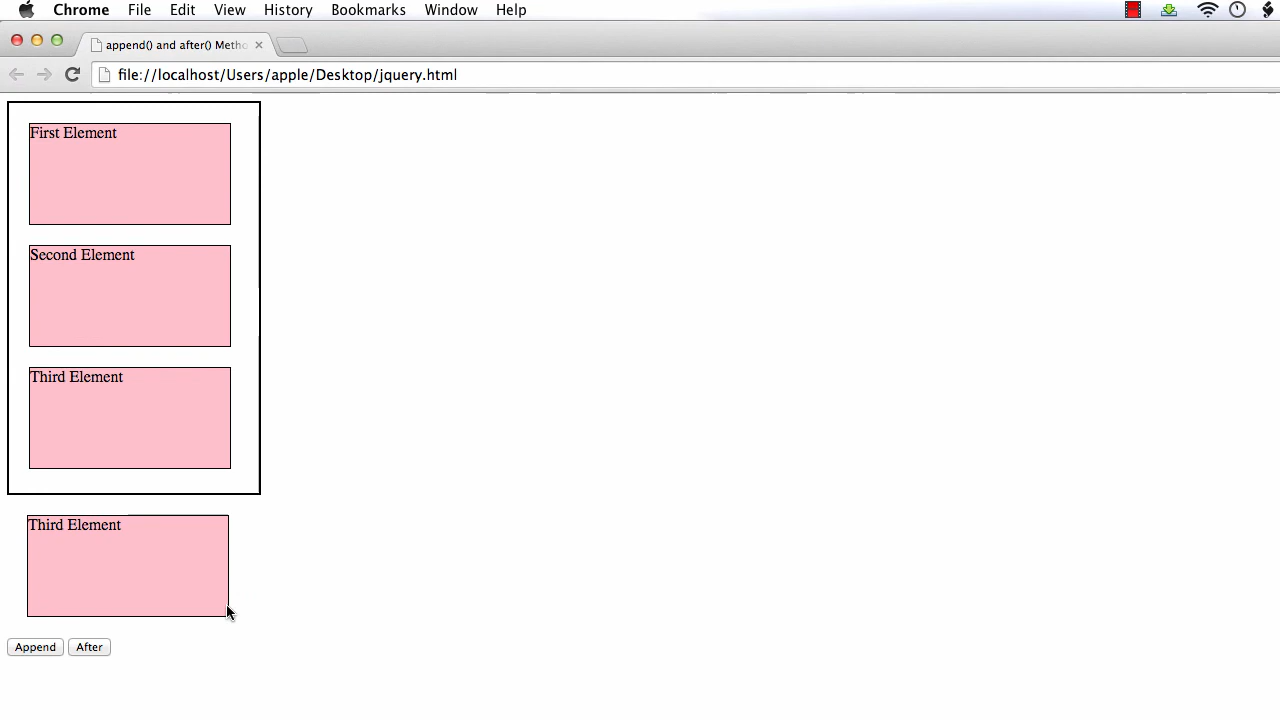 Chrome File Edit View History Bookmarks Window Help
append() and after() Metho
file://localhost/Users/apple/Desktop/jquery.html
First Element
Second Element
Third Element
Third Element
Append After